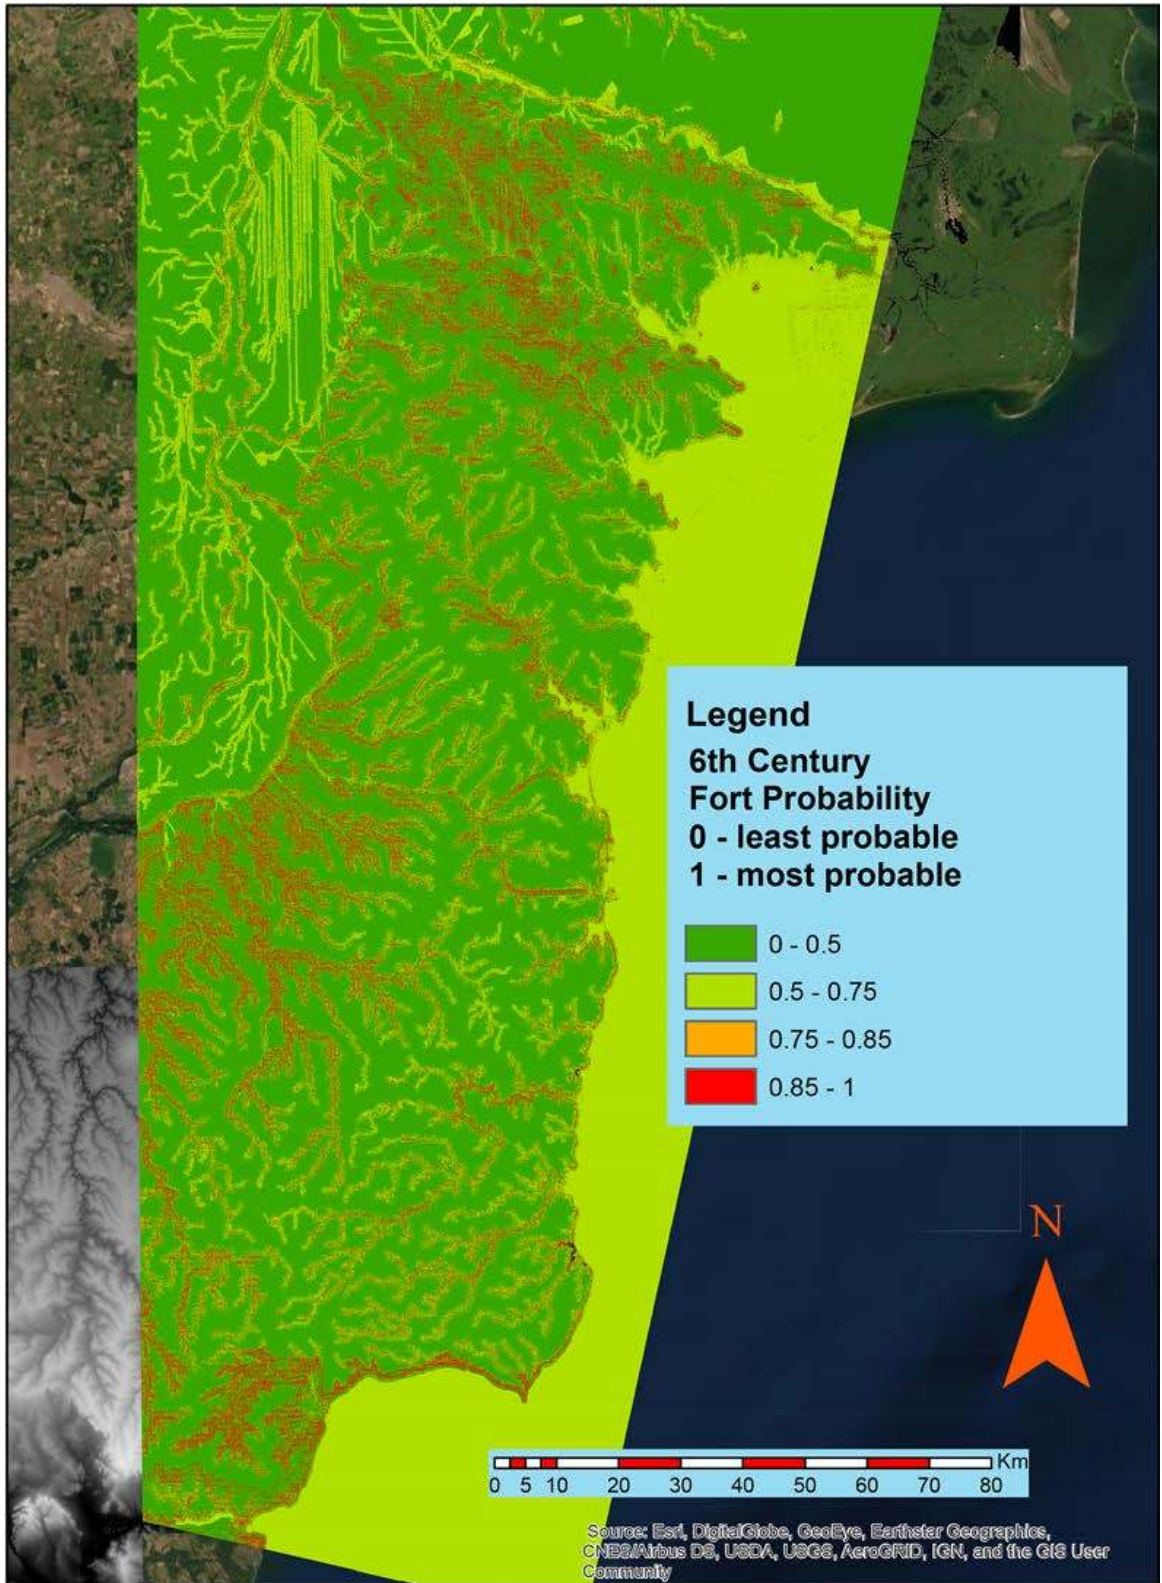 Legend
6th Century
Fort Probability
0 - least probable
1 - most probable
0 - 0.5
0.5 - 0.75
0.75 - 0.85
0.85 - 1
N
Km
0 5 10 20 30 40 50 60 70 80
Source: Esri, DigitalGlobe, GeoEye, Earthstar Geographics,
CNES/Airbus DS, USDA, USGS, AeroGRID, IGN, and the GIS User
Community